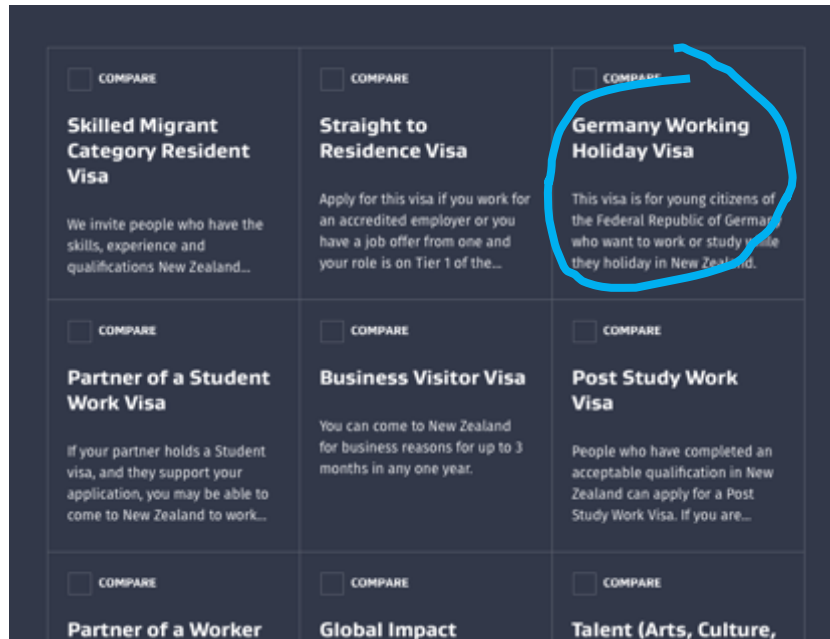 COMPARE
Skilled Migrant
Category Resident
Visa
We invite people who have the
skills, experience and
qualifications New Zealand...
COMPARE
Straight to
Residence Visa
Apply for this visa if you work for
an accredited employer or you
have a job offer from one and
your role is on Tier 1 of the...
COMPARE
Germany Working
Holiday Visa
This visa is for young citizens of
the Federal Republic of Germany
who want to work or study while
they holiday in New Zealand.
COMPARE
Partner of a Student
Work Visa
If your partner holds a Student
visa, and they support your
application, you may be able to
come to New Zealand to work...
COMPARE
Business Visitor Visa
You can come to New Zealand
for business reasons for up to 3
months in any one year.
COMPARE
Post Study Work
Visa
People who have completed an
acceptable qualification in New
Zealand can apply for a Post
Study Work Visa. If you are...
COMPARE
Partner of a Worker
COMPARE
Global Impact
COMPARE
Talent (Arts, Culture,